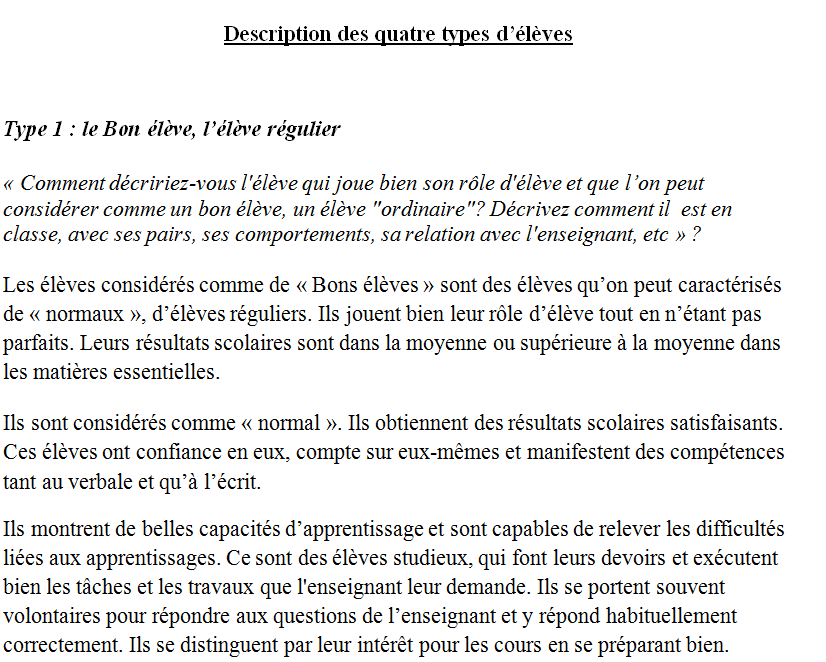 Description des quatre types d’élèves
Type 1 : le Bon élève, l’élève régulier
« Comment décririez-vous l'élève qui joue bien son rôle d'élève et que l’on peut
considérer comme un bon élève, un élève "ordinaire"? Décrivez comment il  est en
classe, avec ses pairs, ses comportements, sa relation avec l'enseignant, etc » ?
Les élèves considérés comme de « Bons élèves » sont des élèves qu’on peut caractérisés
de « normaux », d’élèves réguliers. Ils jouent bien leur rôle d’élève tout en n’étant pas
parfaits. Leurs résultats scolaires sont dans la moyenne ou supérieure à la moyenne dans
les matières essentielles.
Ils sont considérés comme « normal ». Ils obtiennent des résultats scolaires satisfaisants.
Ces élèves ont confiance en eux, compte sur eux-mêmes et manifestent des compétences
tant au verbale et qu’à l’écrit.
Ils montrent de belles capacités d’apprentissage et sont capables de relever les difficultés
liées aux apprentissages. Ce sont des élèves studieux, qui font leurs devoirs et exécutent
bien les tâches et les travaux que l'enseignant leur demande. Ils se portent souvent
volontaires pour répondre aux questions de l’enseignant et y répond habituellement
correctement. Ils se distinguent par leur intérêt pour les cours en se préparant bien.